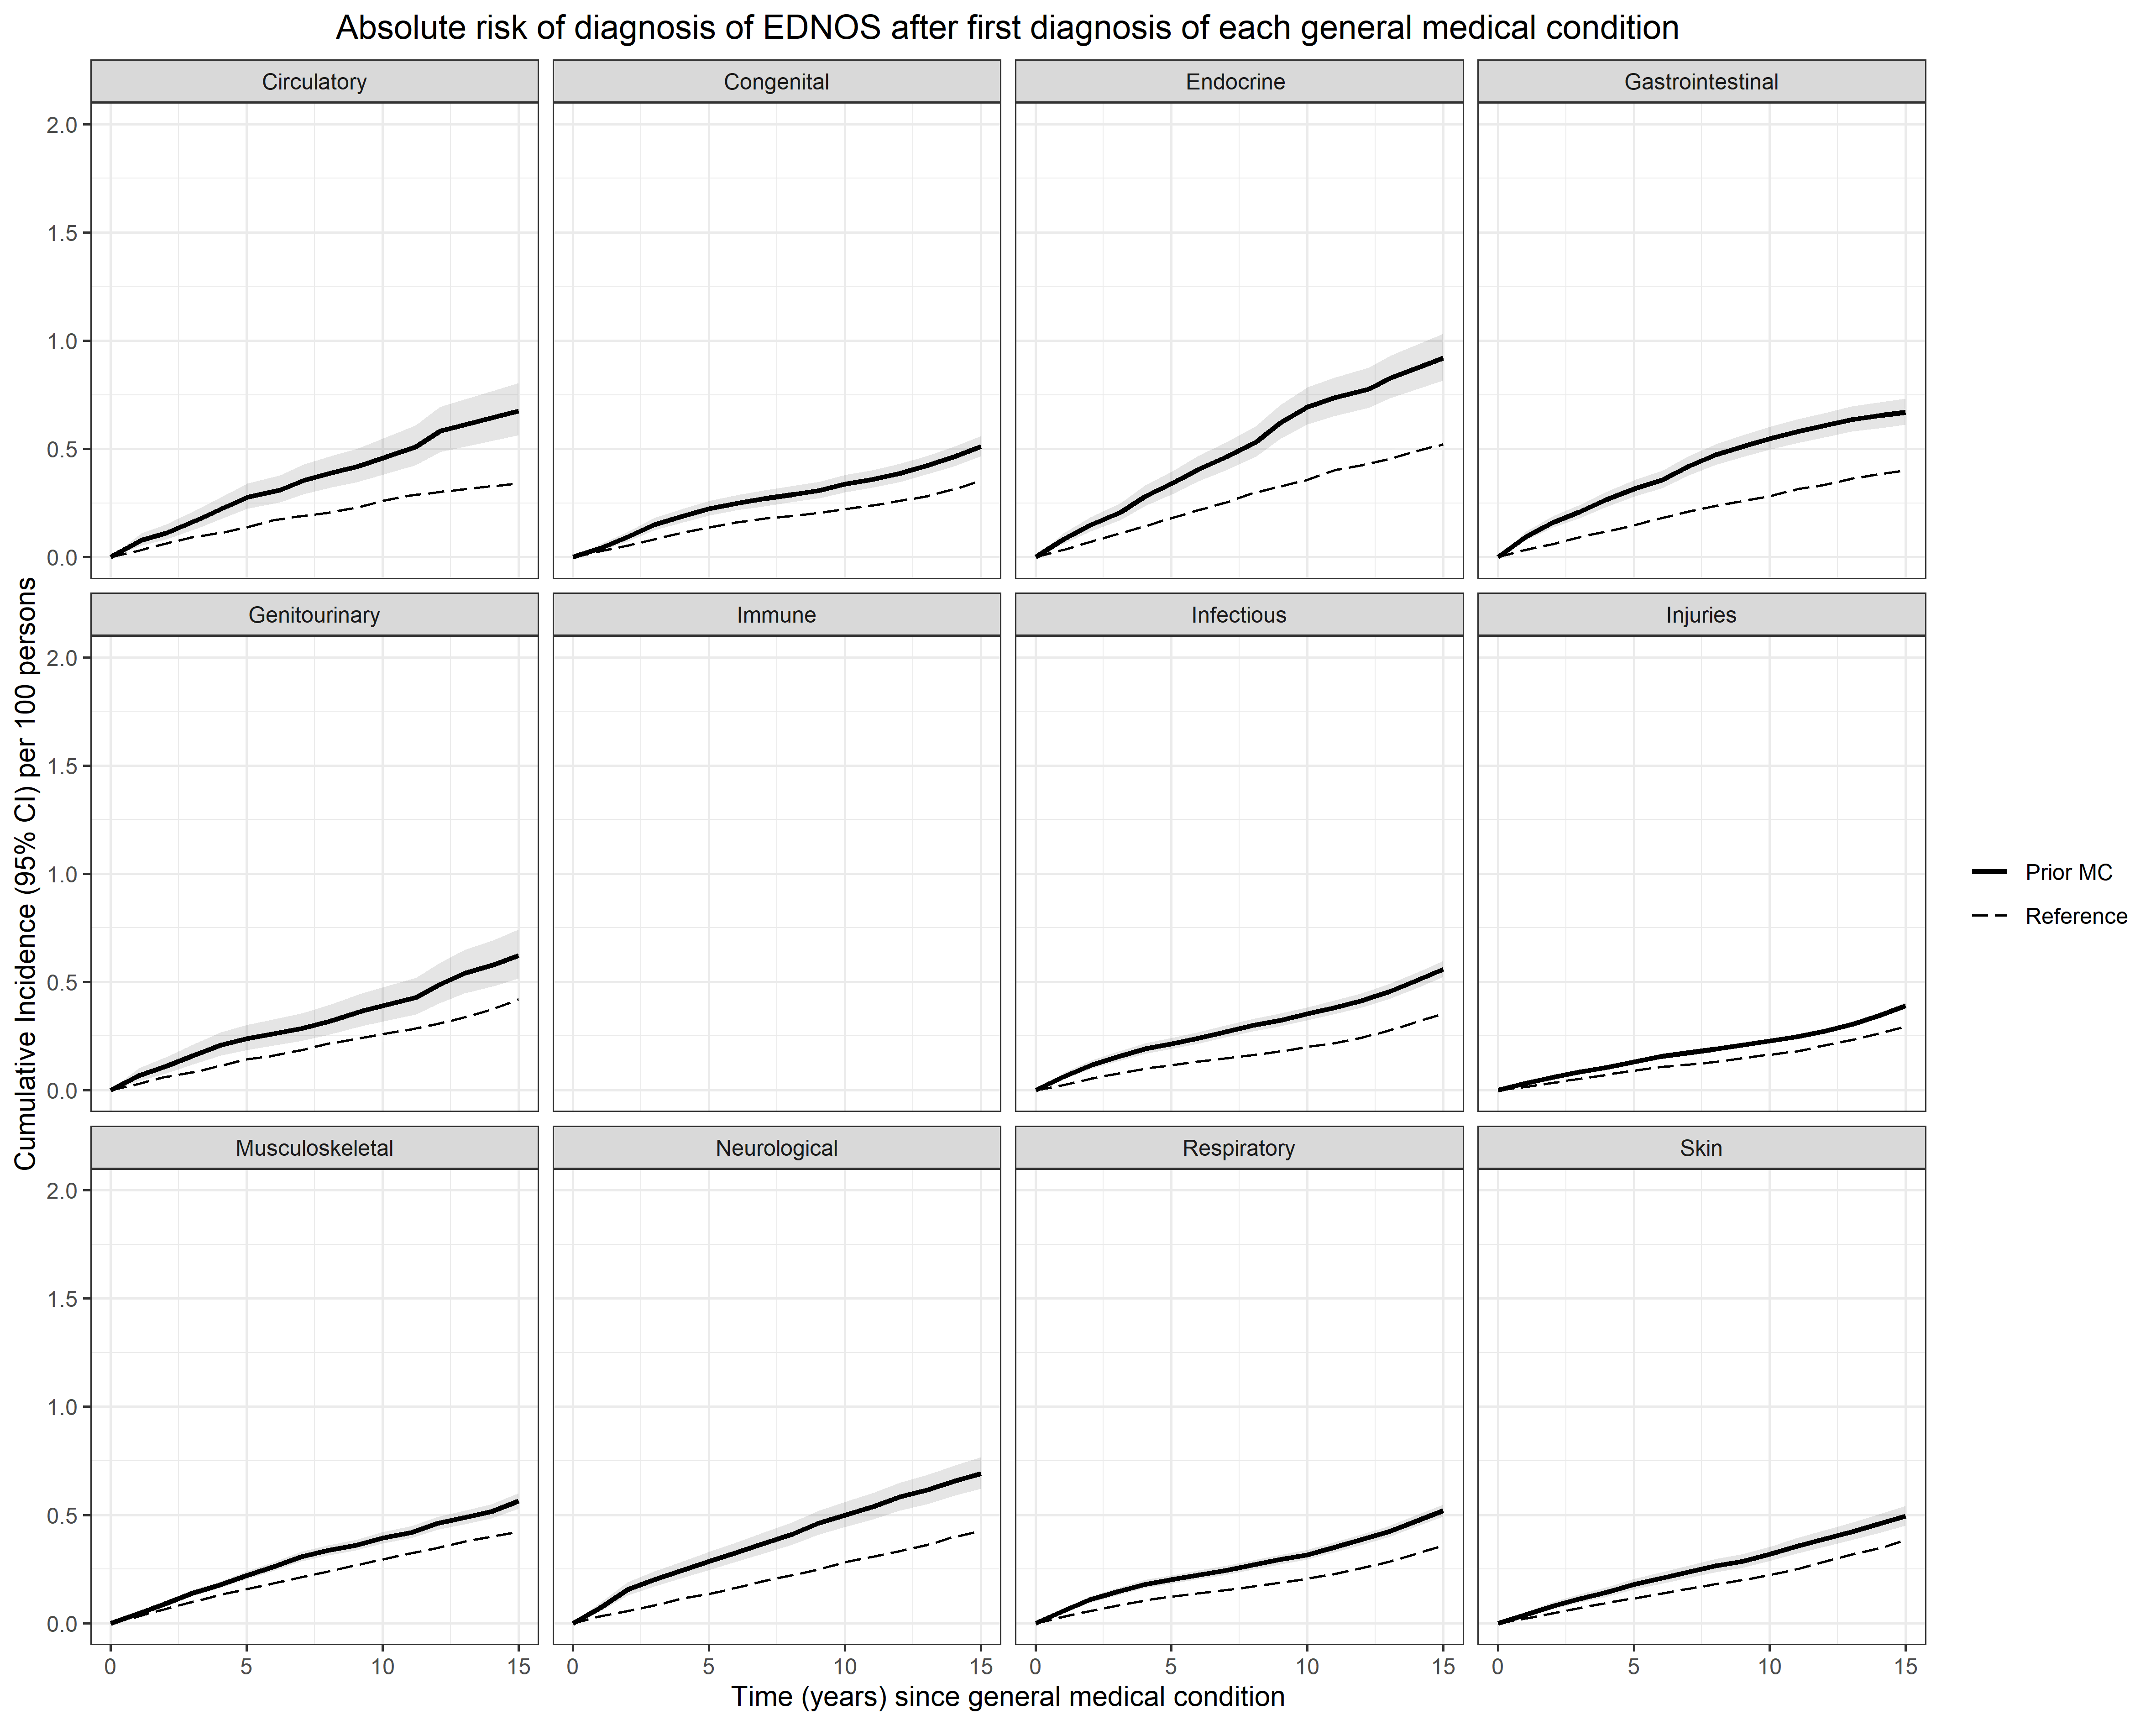 Absolute risk of diagnosis of EDNOS after first diagnosis of each general medical condition
Circulatory
Congenital
Endocrine
Gastrointestinal
2.0
1.5
1.0
0.5
0.0
Genitourinary
Immune
Infectious
Injuries
2.0
1.5
1.0
0.5
0.0
Musculoskeletal
Neurological
Respiratory
Skin
2.0
1.5
1.0
0.5
0.0
0 5 10 15
0 5 10 15
0 5 10 15
0 5 10 15
Time (years) since general medical condition
Cumulative Incidence (95% CI) per 100 persons
Prior MC
Reference